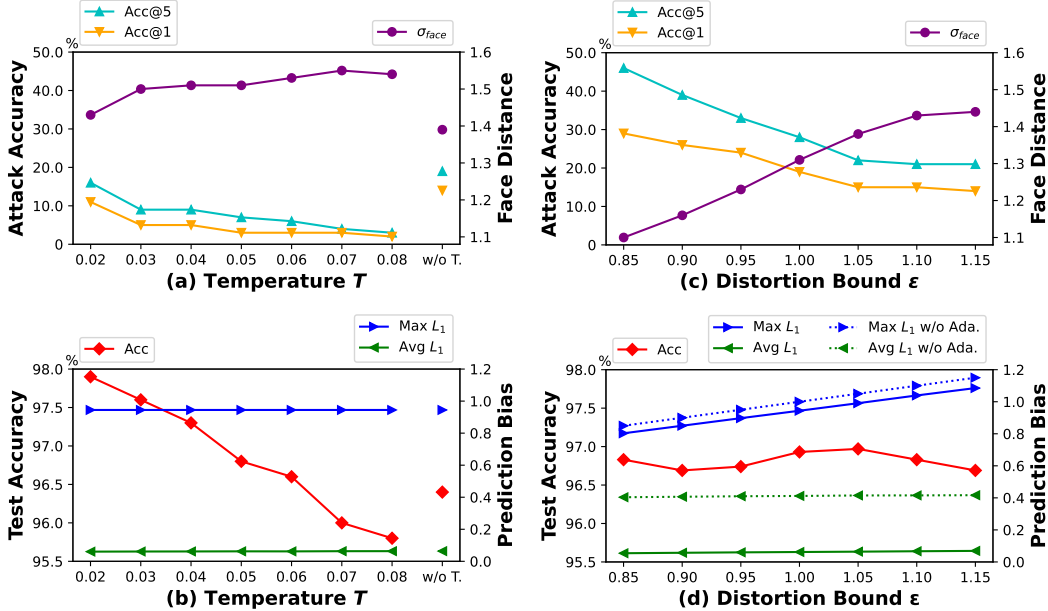 Acc@5
Acc@1
σface
%
50.0
40.0
30.0
20.0
10.0
0
1.6
1.5
1.4
1.3
1.2
1.1
Attack Accuracy
Face Distance
0.02 0.03 0.04 0.05 0.06 0.07 0.08 w/o T.
(a) Temperature T
Acc@5
Acc@1
σface
%
50.0
40.0
30.0
20.0
10.0
0
1.6
1.5
1.4
1.3
1.2
1.1
Attack Accuracy
Face Distance
0.85 0.90 0.95 1.00 1.05 1.10 1.15
(c) Distortion Bound ε
Acc
Max L1
Avg L1
%
98.0
97.5
97.0
96.5
96.0
95.5
1.2
1.0
0.8
0.6
0.4
0.2
0.0
Test Accuracy
Prediction Bias
0.02 0.03 0.04 0.05 0.06 0.07 0.08 w/o T.
(b) Temperature T
Acc
Max L1
Avg L1
Max L1 w/o Ada.
Avg L1 w/o Ada.
%
98.0
97.5
97.0
96.5
96.0
95.5
1.2
1.0
0.8
0.6
0.4
0.2
0.0
Test Accuracy
Prediction Bias
0.85 0.90 0.95 1.00 1.05 1.10 1.15
(d) Distortion Bound ε